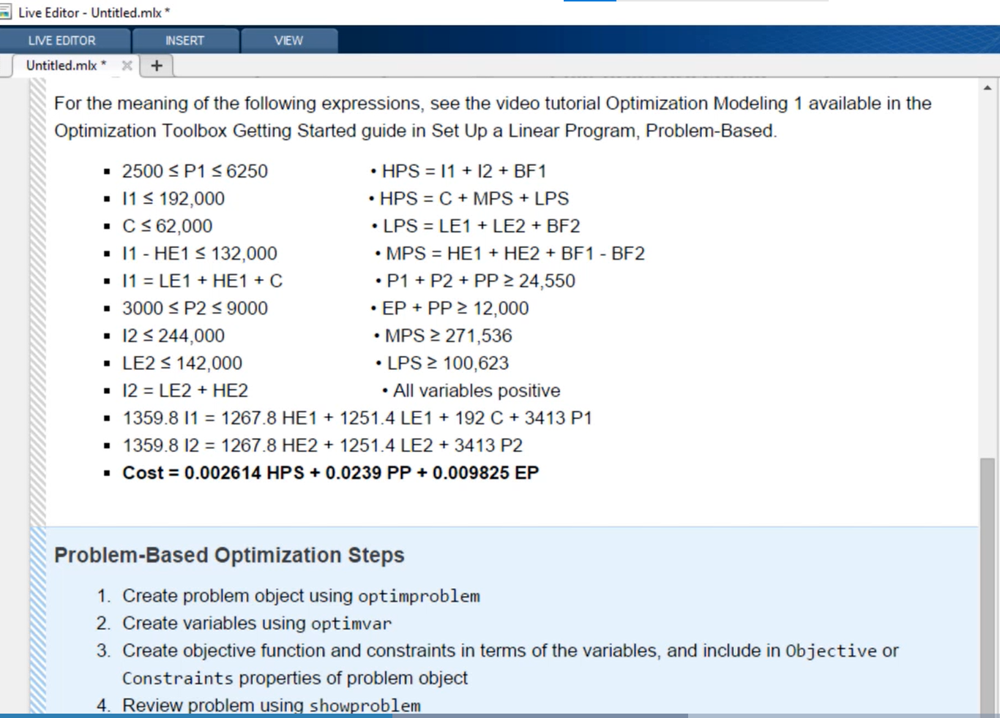 Live Editor - Untitled.mlx *
LIVE EDITOR INSERT VIEW
Untitled.mlx * × +
For the meaning of the following expressions, see the video tutorial Optimization Modeling 1 available in the
Optimization Toolbox Getting Started guide in Set Up a Linear Program, Problem-Based.
▪ 2500 ≤ P1 ≤ 6250 • HPS = I1 + I2 + BF1
▪ I1 ≤ 192,000 • HPS = C + MPS + LPS
▪ C ≤ 62,000 • LPS = LE1 + LE2 + BF2
▪ I1 - HE1 ≤ 132,000 • MPS = HE1 + HE2 + BF1 - BF2
▪ I1 = LE1 + HE1 + C • P1 + P2 + PP ≥ 24,550
▪ 3000 ≤ P2 ≤ 9000 • EP + PP ≥ 12,000
▪ I2 ≤ 244,000 • MPS ≥ 271,536
▪ LE2 ≤ 142,000 • LPS ≥ 100,623
▪ I2 = LE2 + HE2 • All variables positive
▪ 1359.8 I1 = 1267.8 HE1 + 1251.4 LE1 + 192 C + 3413 P1
▪ 1359.8 I2 = 1267.8 HE2 + 1251.4 LE2 + 3413 P2
▪ Cost = 0.002614 HPS + 0.0239 PP + 0.009825 EP
Problem-Based Optimization Steps
1. Create problem object using optimproblem
2. Create variables using optimvar
3. Create objective function and constraints in terms of the variables, and include in Objective or
Constraints properties of problem object
4. Review problem using showproblem